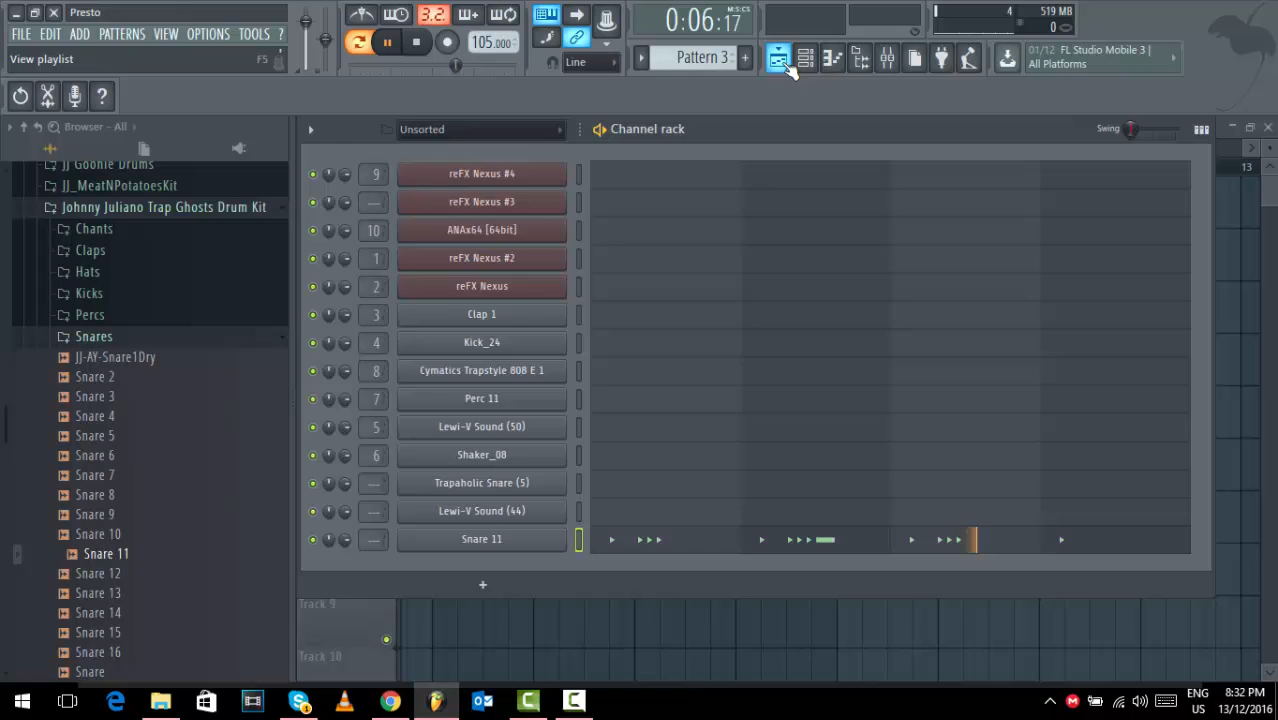 Presto
3.2.
0:06:17
M:S:CS
4
519 MB
0
FILE EDIT ADD PATTERNS VIEW OPTIONS TOOLS ?
View playlist
F5
105.000
Line
Pattern 3
01/12 FL Studio Mobile 3 |
All Platforms
Browser - All
Unsorted
Channel rack
Swing
13
JJ Goonie Drums
JJ_MeatNPotatoesKit
Johnny Juliano Trap Ghosts Drum Kit
Chants
Claps
Hats
Kicks
Percs
Snares
JJ-AY-Snare1Dry
Snare 2
Snare 3
Snare 4
Snare 5
Snare 6
Snare 7
Snare 8
Snare 9
Snare 10
Snare 11
Snare 12
Snare 13
Snare 14
Snare 15
Snare 16
Snare
9 reFX Nexus #4
--- reFX Nexus #3
10 ANAx64 [64bit]
1 reFX Nexus #2
2 reFX Nexus
3 Clap 1
4 Kick_24
8 Cymatics Trapstyle 808 E 1
7 Perc 11
5 Lewi-V Sound (50)
6 Shaker_08
--- Trapaholic Snare (5)
--- Lewi-V Sound (44)
--- Snare 11
+
Track 9
Track 10
ENG
US
8:32 PM
13/12/2016